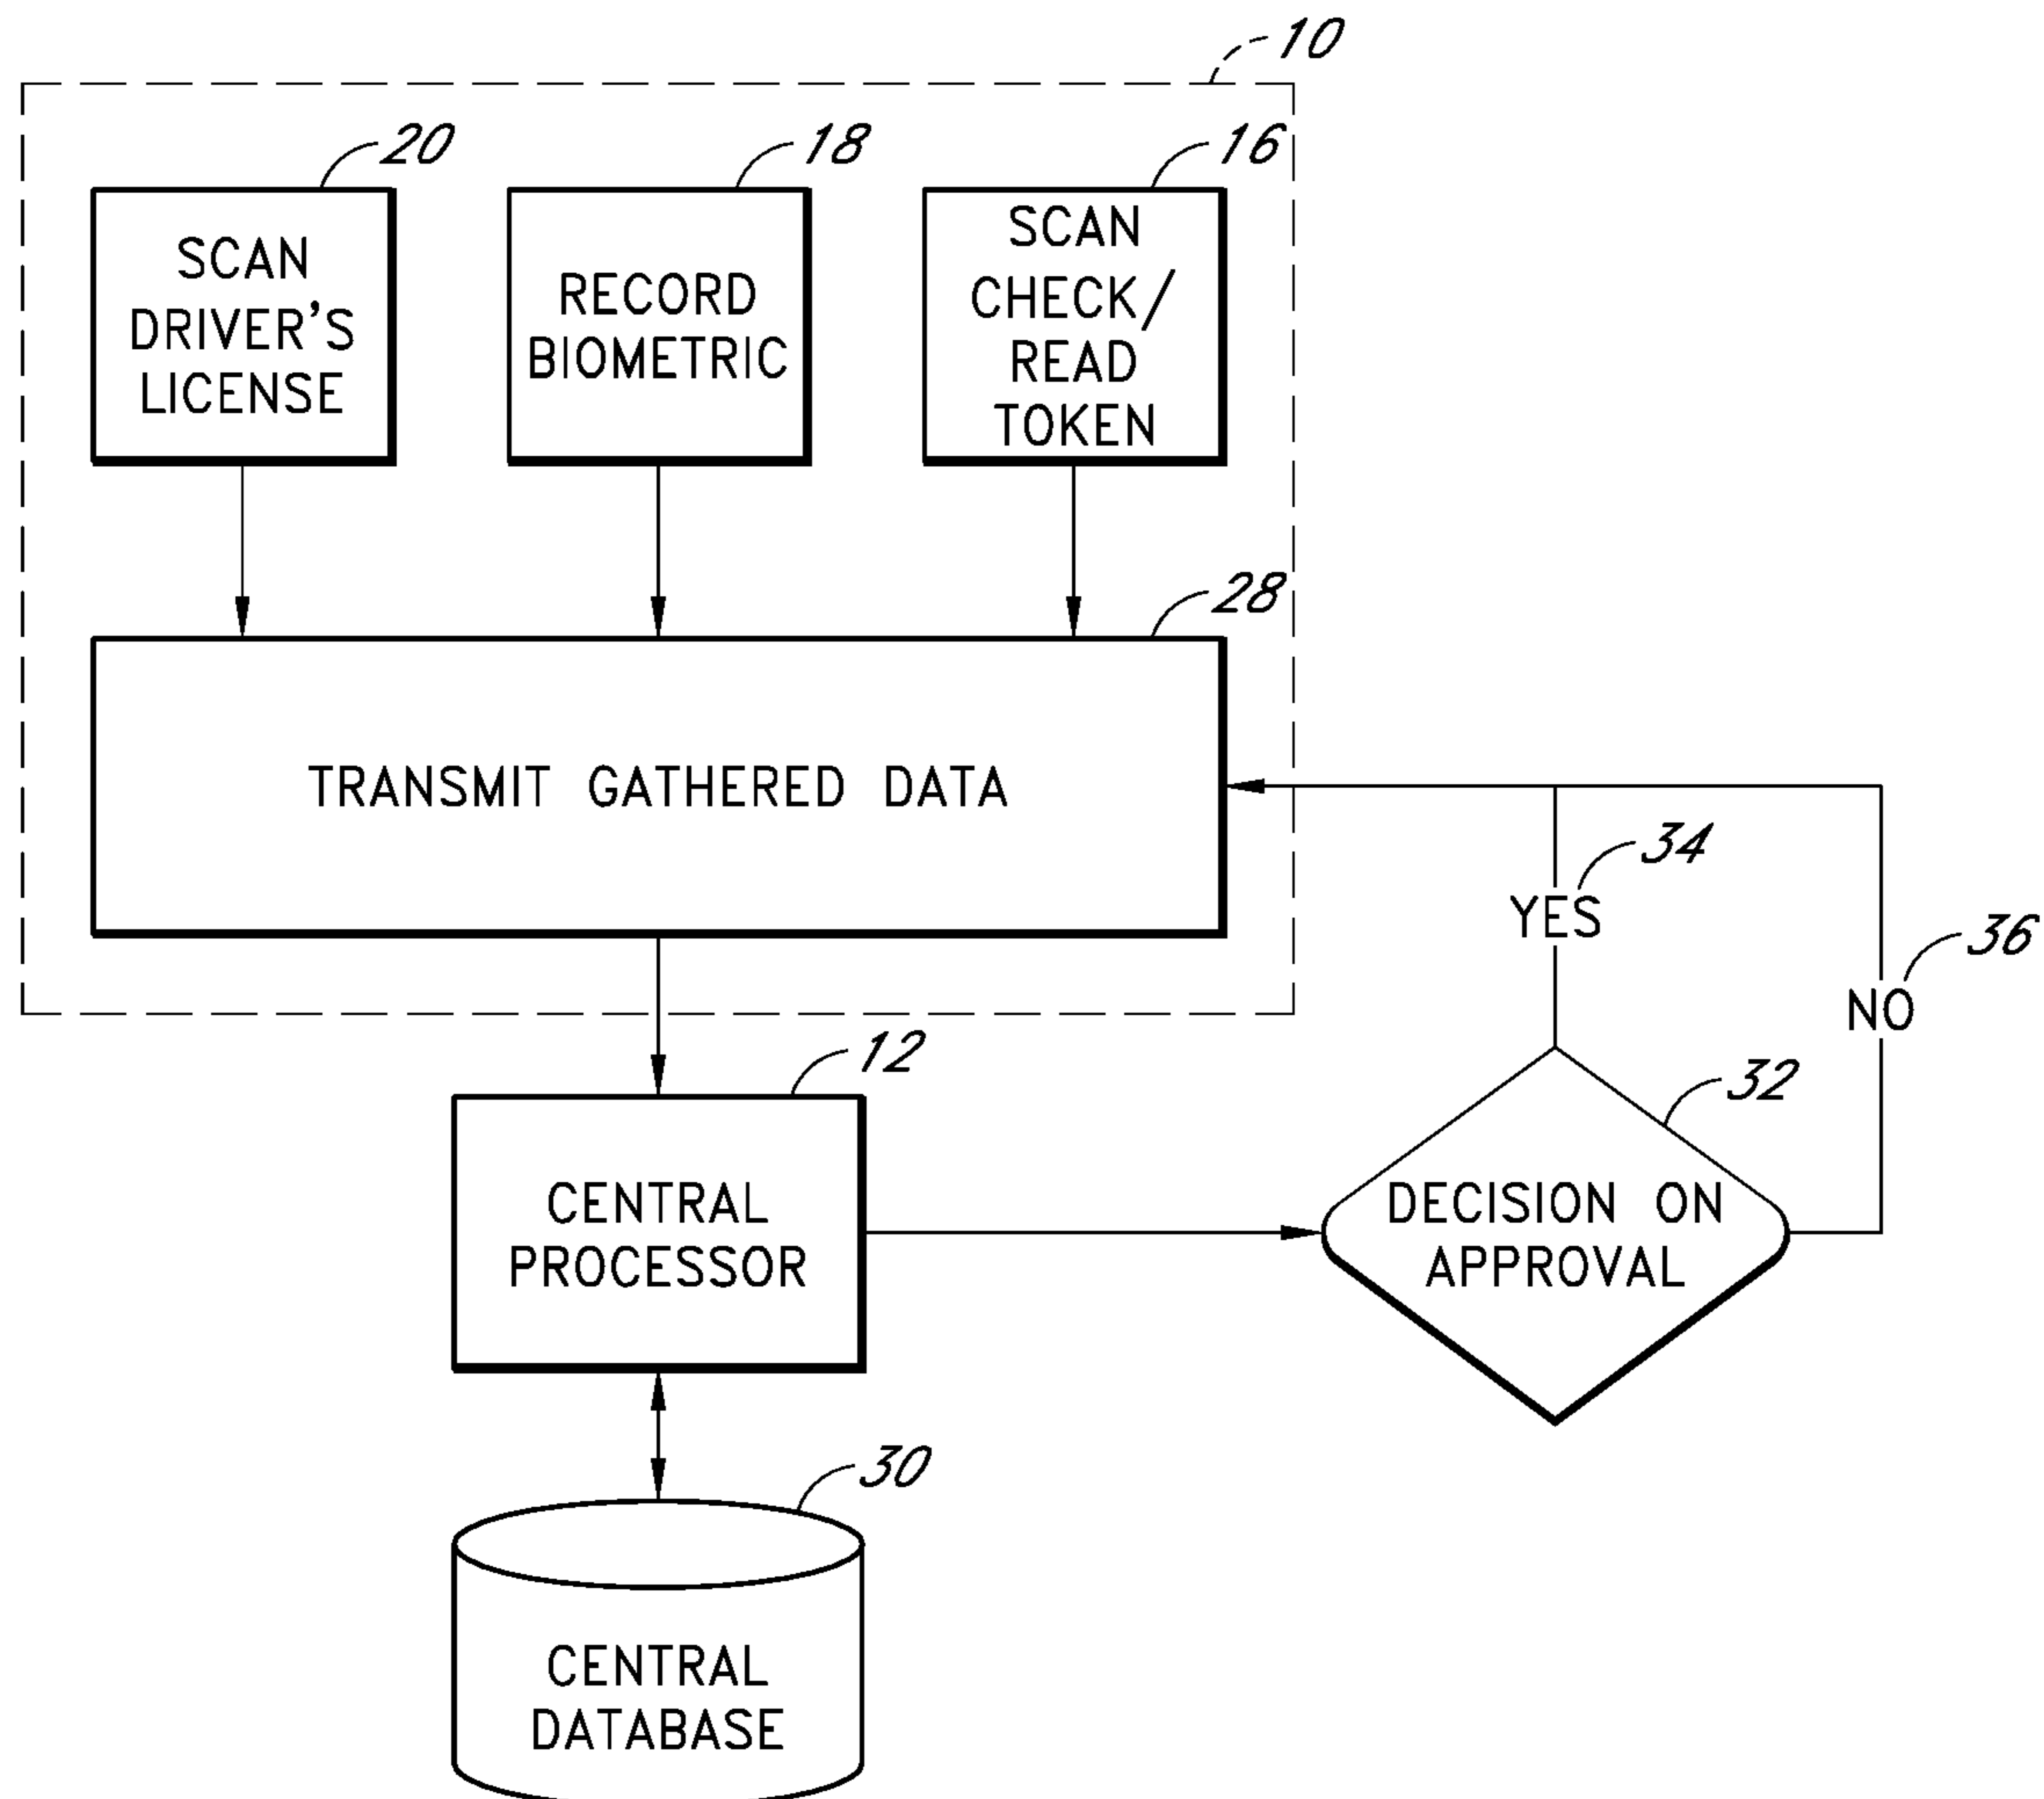 10
20
18
16
SCAN
DRIVER'S
LICENSE
RECORD
BIOMETRIC
SCAN
CHECK/
READ
TOKEN
28
TRANSMIT GATHERED DATA
34
YES
36
NO
12
32
CENTRAL
PROCESSOR
DECISION ON
APPROVAL
30
CENTRAL
DATABASE